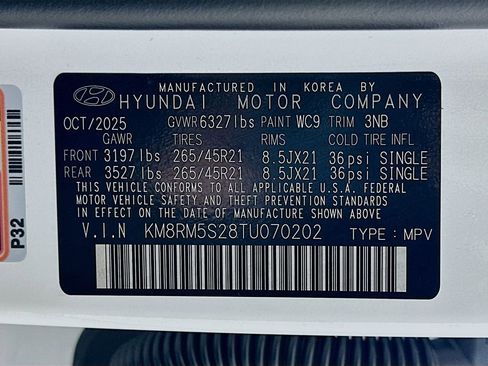 MANUFACTURED IN KOREA BY
HYUNDAI MOTOR COMPANY
OCT/2025 GVWR 6327 lbs PAINT WC9 TRIM 3NB
GAWR TIRES RIMS COLD TIRE INFL
FRONT 3197 lbs 265/45R21 8.5JX21 36psi SINGLE
REAR 3527 lbs 265/45R21 8.5JX21 36psi SINGLE
THIS VEHICLE CONFORMS TO ALL APPLICABLE U.S.A. FEDERAL
MOTOR VEHICLE SAFETY AND THEFT PREVENTION STANDARDS
IN EFFECT ON THE DATE OF MANUFACTURE SHOWN ABOVE.
V.I.N KM8RM5S28TU070202 TYPE : MPV
P32